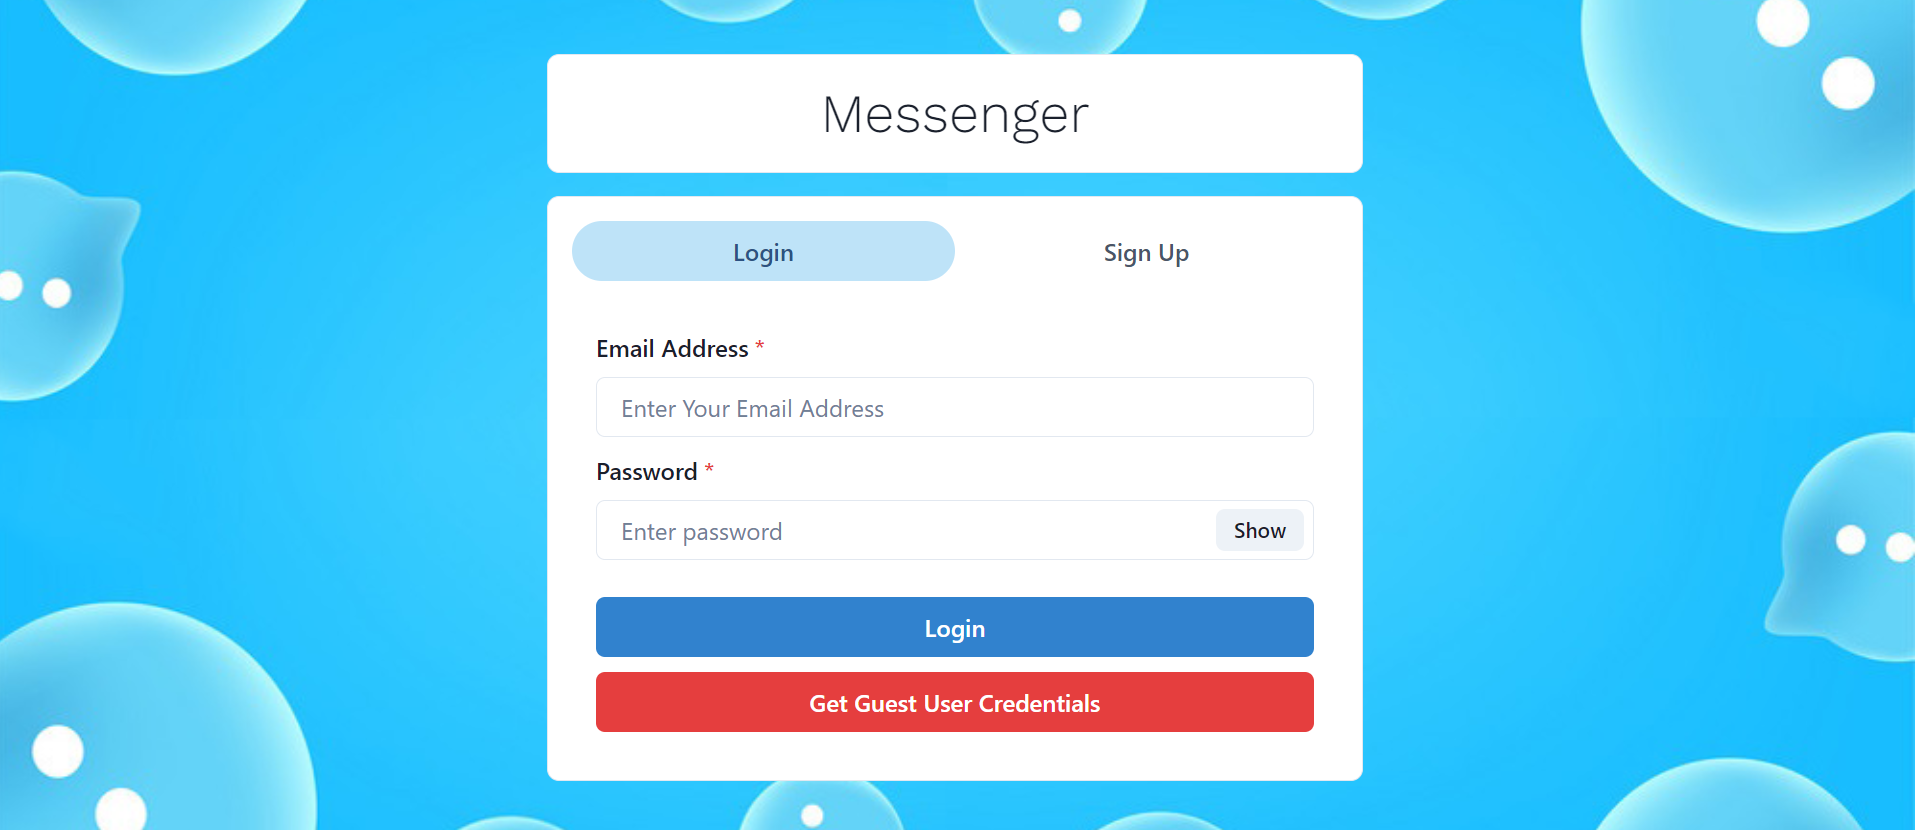 Messenger
Login Sign Up
Email Address *
Enter Your Email Address
Password *
Enter password Show
Login
Get Guest User Credentials